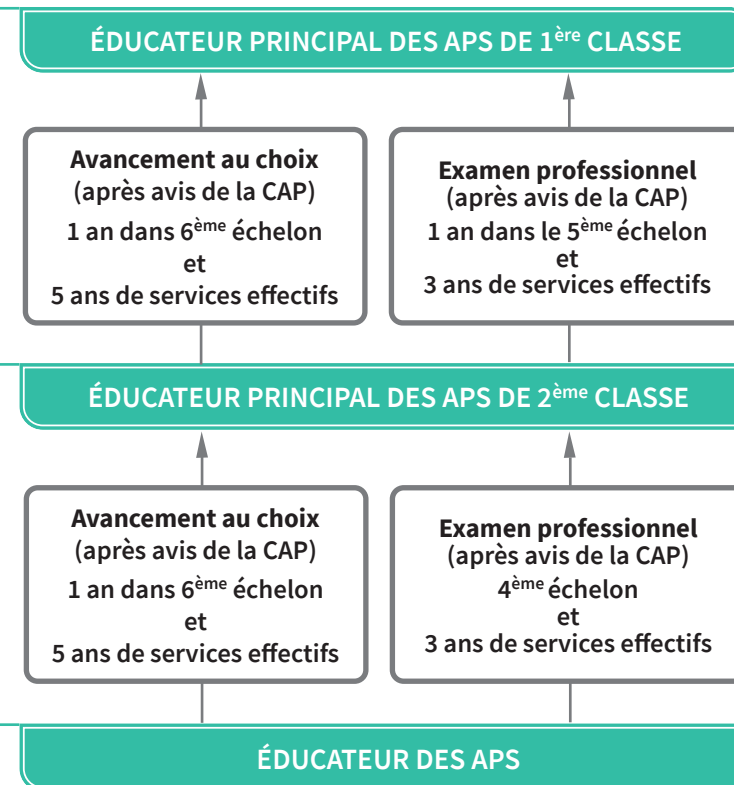 ÉDUCATEUR PRINCIPAL DES APS DE 1ère CLASSE
Avancement au choix
(après avis de la CAP)
1 an dans 6ème échelon
et
5 ans de services effectifs
Examen professionnel
(après avis de la CAP)
1 an dans le 5ème échelon
et
3 ans de services effectifs
ÉDUCATEUR PRINCIPAL DES APS DE 2ème CLASSE
Avancement au choix
(après avis de la CAP)
1 an dans 6ème échelon
et
5 ans de services effectifs
Examen professionnel
(après avis de la CAP)
4ème échelon
et
3 ans de services effectifs
ÉDUCATEUR DES APS